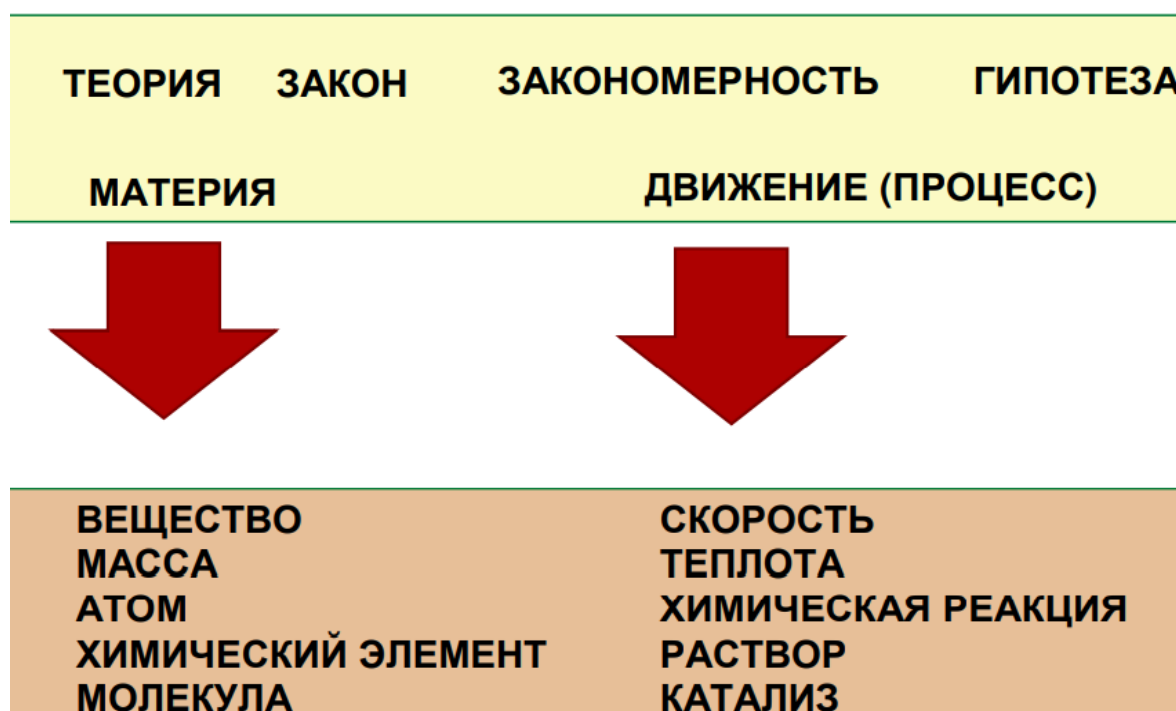 ТЕОРИЯ ЗАКОН ЗАКОНОМЕРНОСТЬ ГИПОТЕЗА
МАТЕРИЯ ДВИЖЕНИЕ (ПРОЦЕСС)
ВЕЩЕСТВО
МАССА
АТОМ
ХИМИЧЕСКИЙ ЭЛЕМЕНТ
МОЛЕКУЛА
СКОРОСТЬ
ТЕПЛОТА
ХИМИЧЕСКАЯ РЕАКЦИЯ
РАСТВОР
КАТАЛИЗ